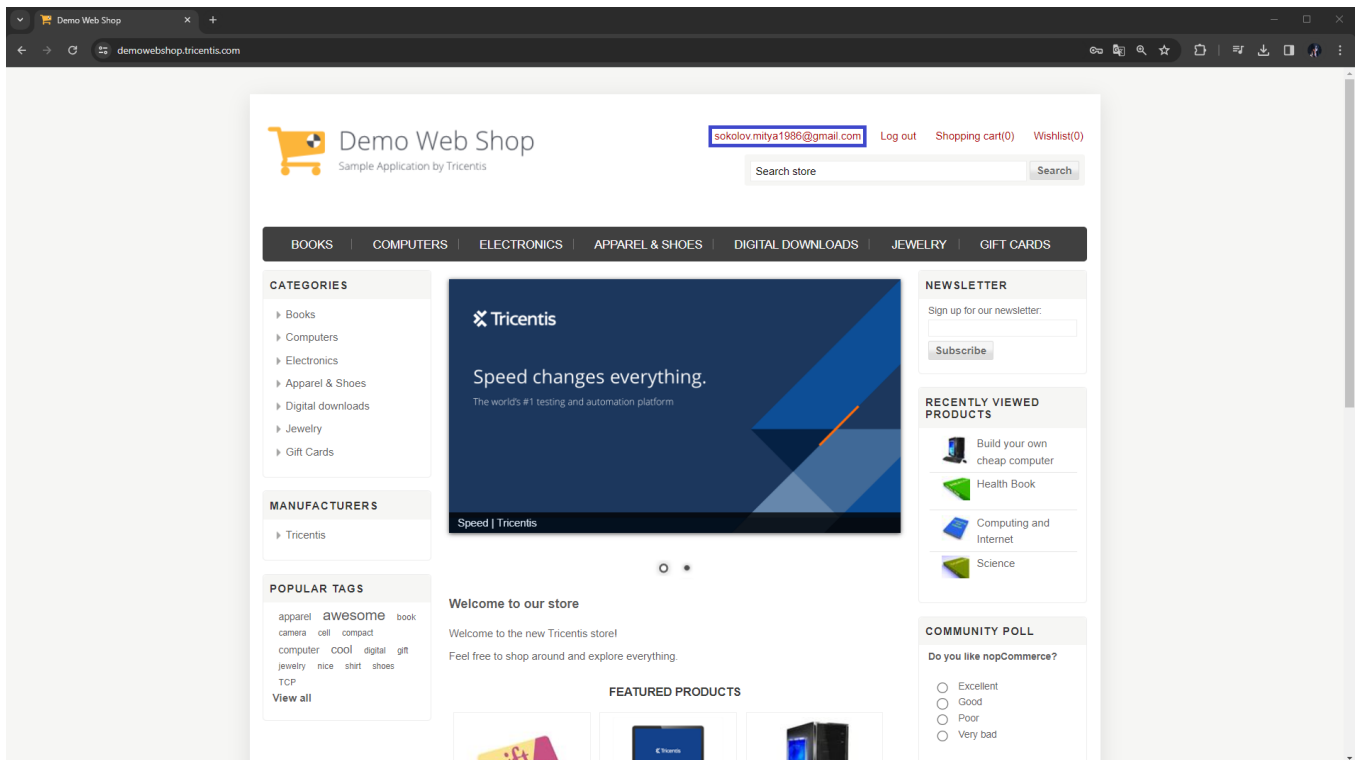 Demo Web Shop
demowebshop.tricentis.com
Demo Web Shop
Sample Application by Tricentis
sokolov.mitya1986@gmail.com Log out Shopping cart(0) Wishlist(0)
Search store Search
BOOKS COMPUTERS ELECTRONICS APPAREL & SHOES DIGITAL DOWNLOADS JEWELRY GIFT CARDS
CATEGORIES
Books
Computers
Electronics
Apparel & Shoes
Digital downloads
Jewelry
Gift Cards
MANUFACTURERS
Tricentis
POPULAR TAGS
apparel awesome book
camera cell compact
computer cool digital gift
jewelry nice shirt shoes
TCP
View all
Tricentis
Speed changes everything.
The world's #1 testing and automation platform
Speed | Tricentis
Welcome to our store
Welcome to the new Tricentis store!
Feel free to shop around and explore everything.
FEATURED PRODUCTS
gift
Tricentis
NEWSLETTER
Sign up for our newsletter:
Subscribe
RECENTLY VIEWED
PRODUCTS
Build your own
cheap computer
Health Book
Computing and
Internet
Science
COMMUNITY POLL
Do you like nopCommerce?
Excellent
Good
Poor
Very bad